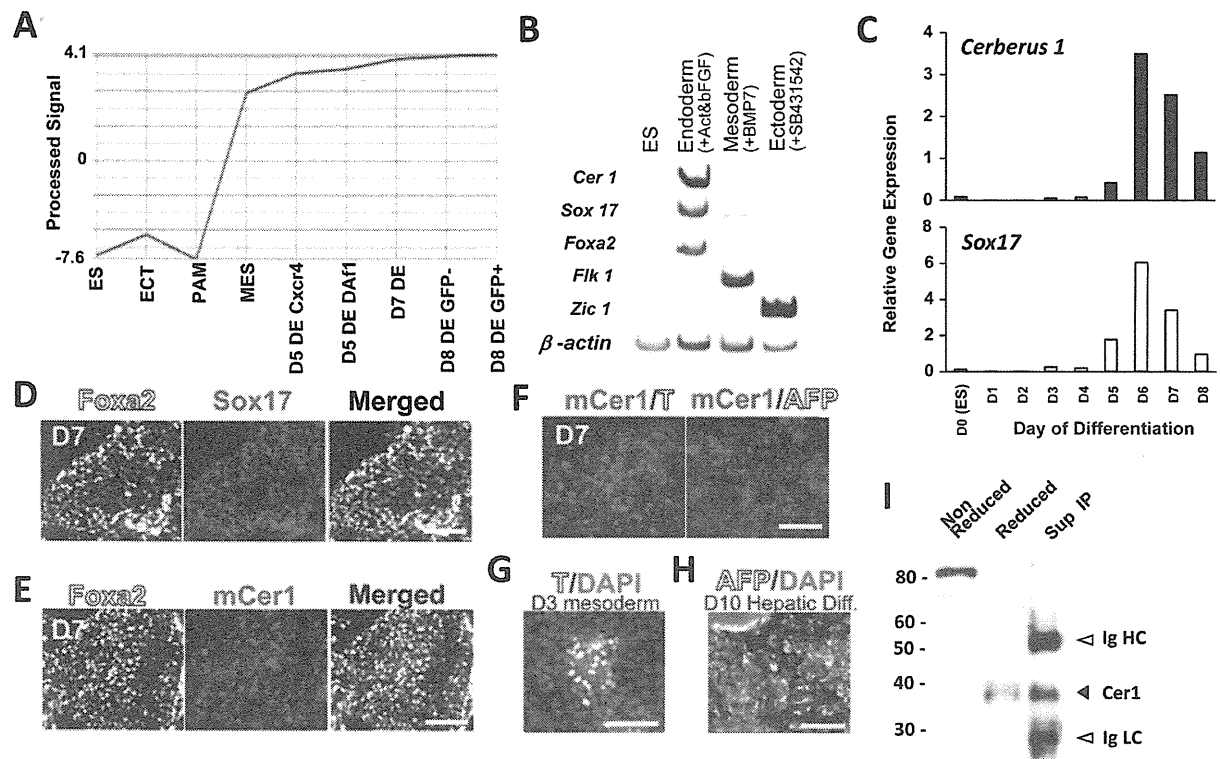 A
Processed Signal
4.1
0
-7.6
ES
ECT
PAM
MES
D5 DE Cxcr4
D5 DE DAf1
D7 DE
D8 DE GFP-
D8 DE GFP+
B
ES
Endoderm
(+Act&bFGF)
Mesoderm
(+BMP7)
Ectoderm
(+SB431542)
Cer 1
Sox 17
Foxa2
Flk 1
Zic 1
β -actin
C
Relative Gene Expression
Cerberus 1
4
3
2
1
0
Sox17
8
6
4
2
0
D0 (ES)
D1
D2
D3
D4
D5
D6
D7
D8
Day of Differentiation
D
Foxa2 Sox17 Merged
D7
E
Foxa2 mCer1 Merged
D7
F
mCer1/T mCer1/AFP
D7
G
T/DAPI
D3 mesoderm
H
AFP/DAPI
D10 Hepatic Diff.
I
Non
Reduced
Reduced
Sup IP
80 -
60 -
50 -
40 -
30 -
Ig HC
Cer1
Ig LC